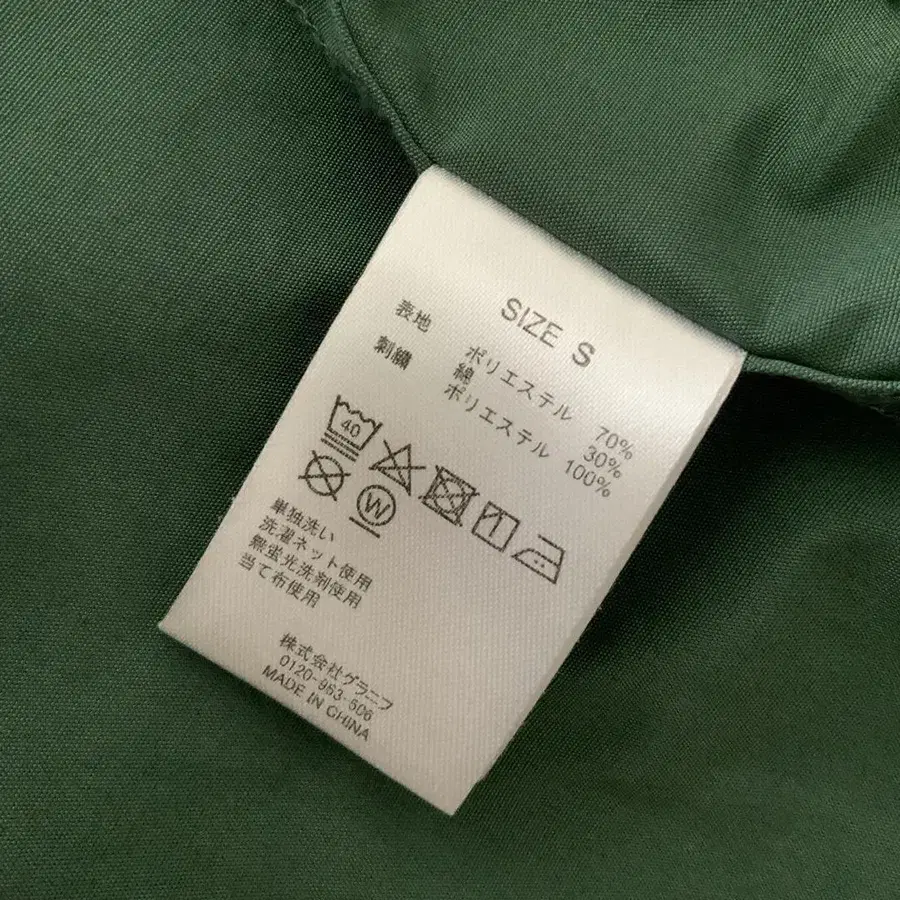 SIZE S
表地 ポリエステル 70%
綿 30%
刺繍 ポリエステル 100%
40
W
単独洗い
洗濯ネット使用
無蛍光洗剤使用
当て布使用
株式会社グラニフ
0120-963-506
MADE IN CHINA